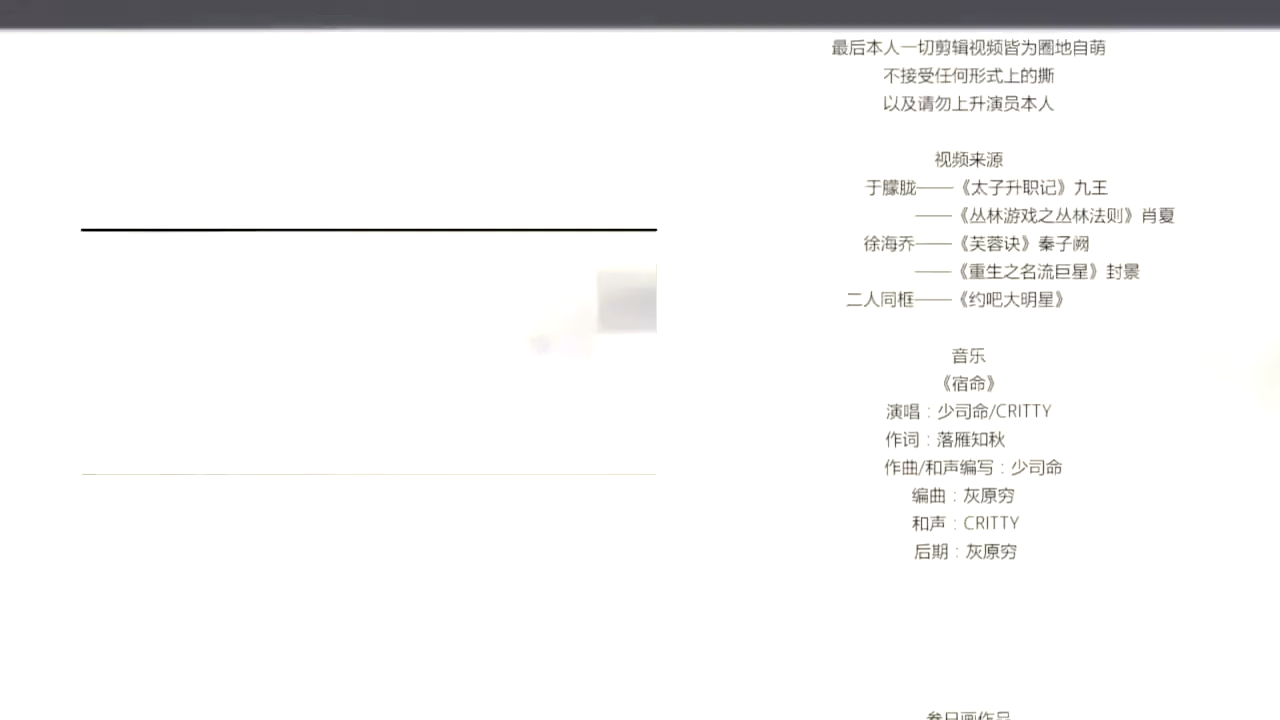 最后本人一切剪辑视频皆为圈地自萌
不接受任何形式上的撕
以及请勿上升演员本人
视频来源
于朦胧——《太子升职记》九王
——《丛林游戏之丛林法则》肖夏
徐海乔——《芙蓉诀》秦子阙
——《重生之名流巨星》封景
二人同框——《约吧大明星》
音乐
《宿命》
演唱：少司命/CRITTY
作词：落雁知秋
作曲/和声编写：少司命
编曲：灰原穷
和声：CRITTY
后期：灰原穷